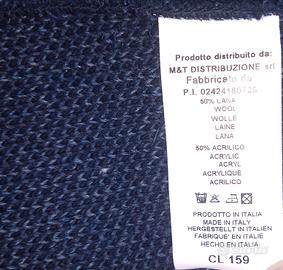 Prodotto distribuito da:
M&T DISTRIBUZIONE srl
Fabbricato da:
P.I. 02424180725
50% LANA
WOOL
WOLLE
LAINE
LANA
50% ACRILICO
ACRYLIC
ACRYL
ACRYLIQUE
ACRILICO
PRODOTTO IN ITALIA
MADE IN ITALY
HERGESTELLT IN ITALIEN
FABRIQUE' EN ITALIE
HECHO EN ITALIA
CL 159